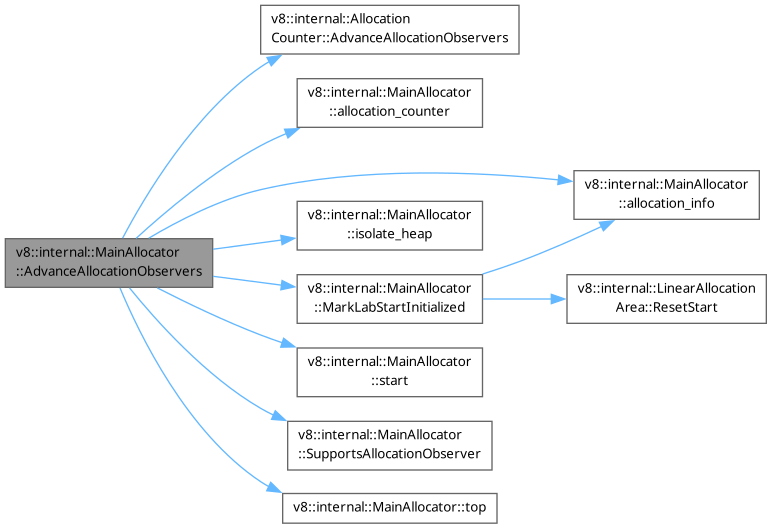 v8::internal::Allocation
Counter::AdvanceAllocationObservers
v8::internal::MainAllocator
::allocation_counter
v8::internal::MainAllocator
::allocation_info
v8::internal::MainAllocator
::isolate_heap
v8::internal::MainAllocator
::AdvanceAllocationObservers
v8::internal::MainAllocator
::MarkLabStartInitialized
v8::internal::LinearAllocation
Area::ResetStart
v8::internal::MainAllocator
::start
v8::internal::MainAllocator
::SupportsAllocationObserver
v8::internal::MainAllocator::top